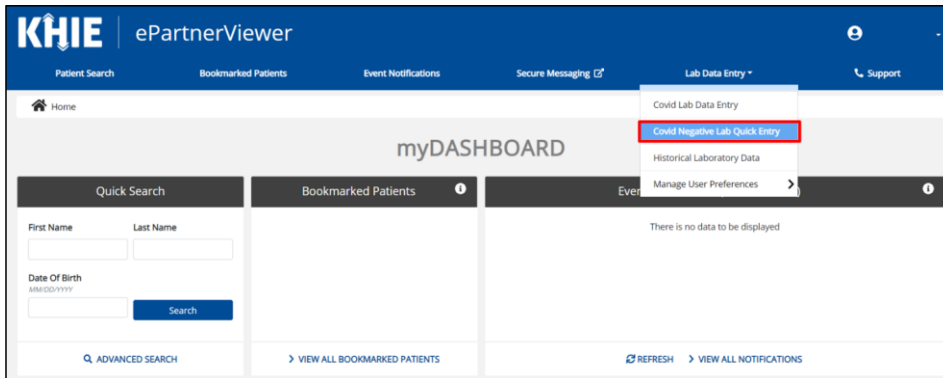 KHIE ePartnerViewer
Patient Search Bookmarked Patients Event Notifications Secure Messaging Lab Data Entry Support
Home
Covid Lab Data Entry
Covid Negative Lab Quick Entry
Historical Laboratory Data
Manage User Preferences
myDASHBOARD
Quick Search
First Name Last Name
Date Of Birth
MM/DD/YYYY
Search
ADVANCED SEARCH
Bookmarked Patients
VIEW ALL BOOKMARKED PATIENTS
There is no data to be displayed
REFRESH VIEW ALL NOTIFICATIONS